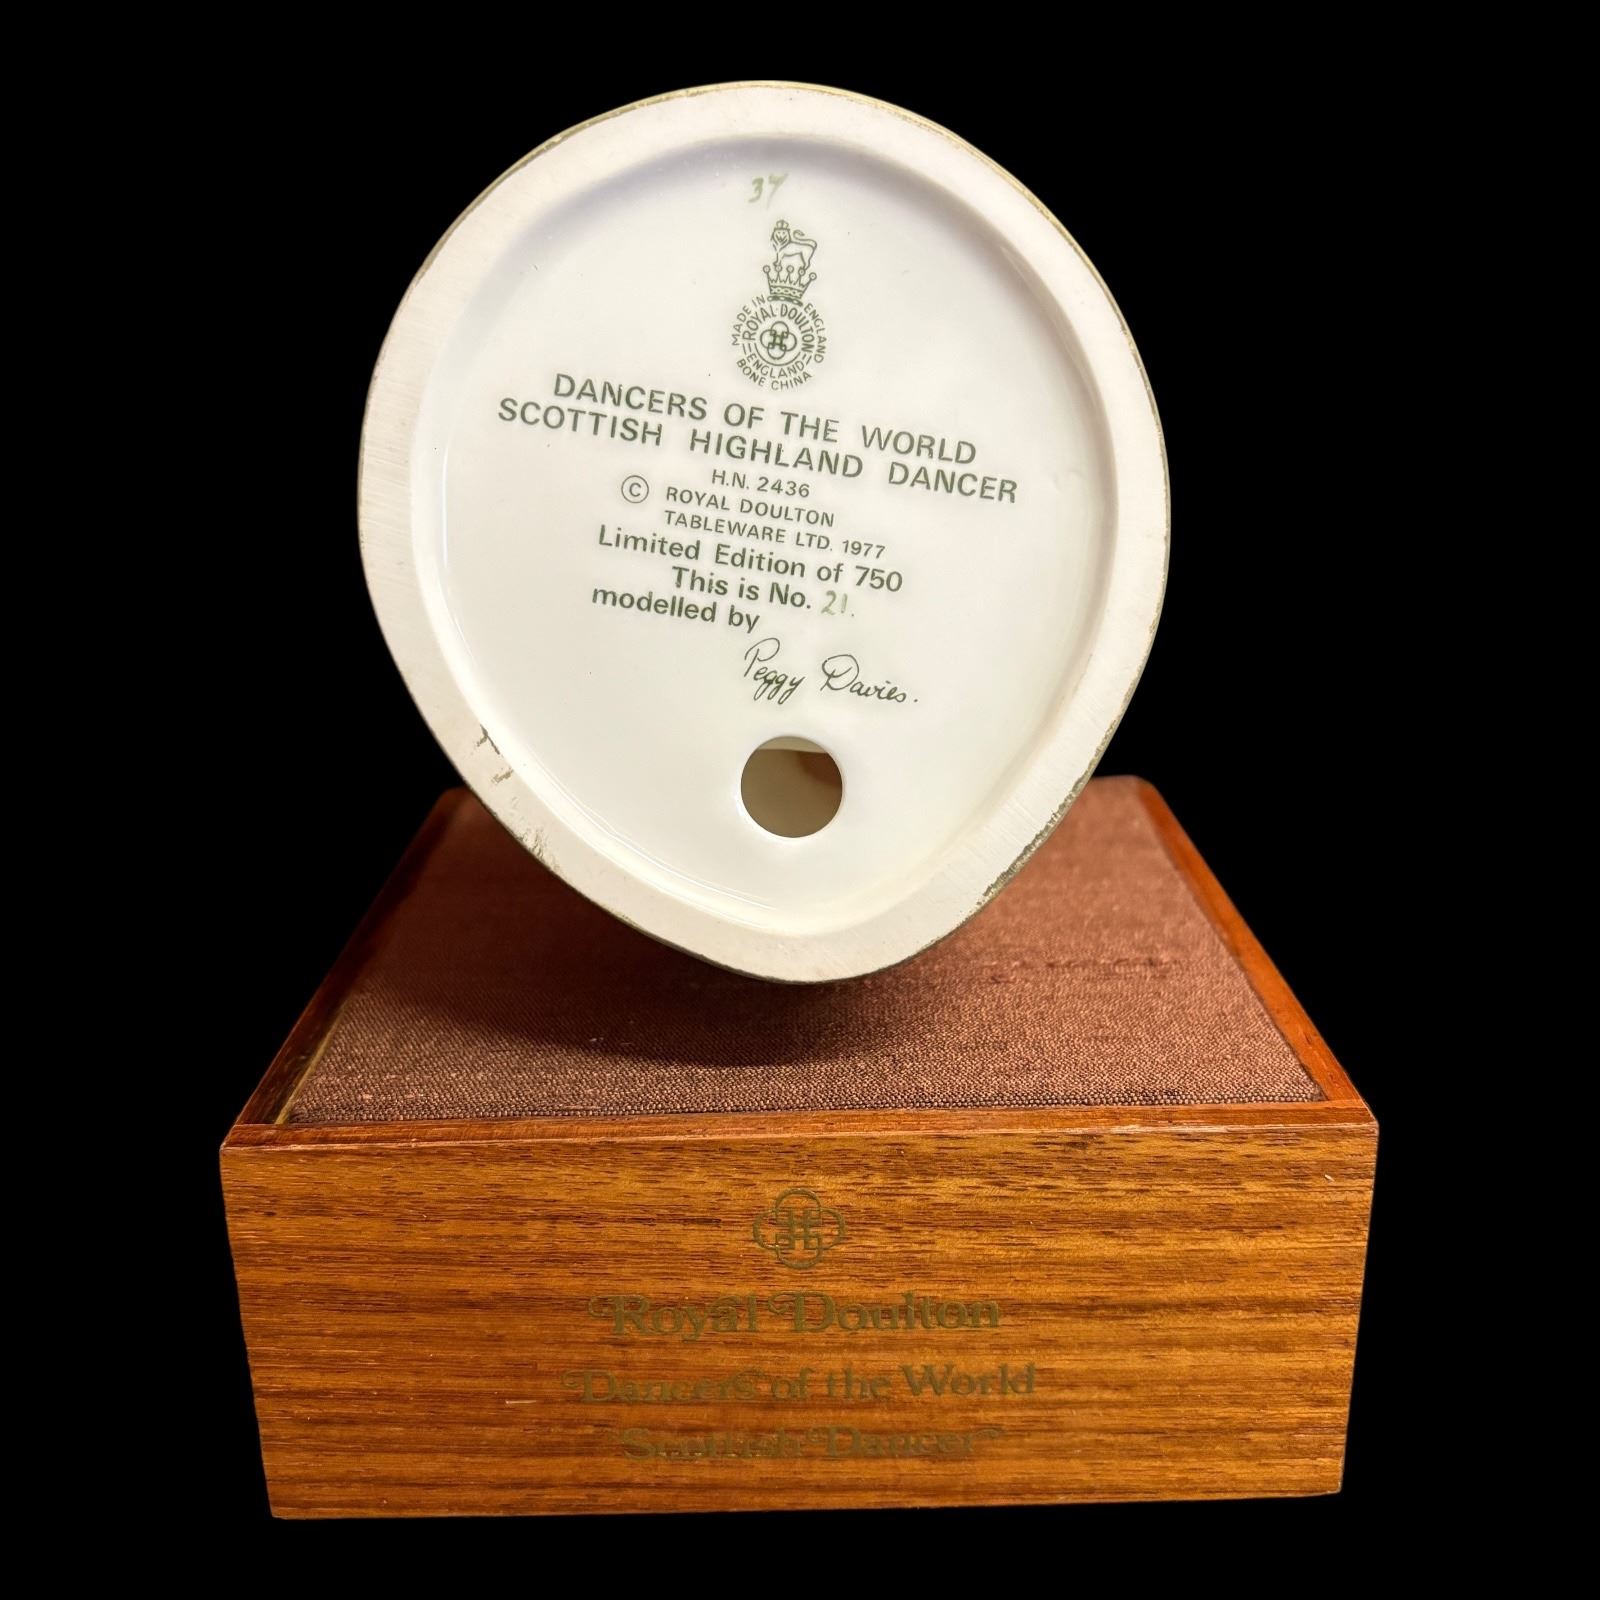 37
MADE IN ENGLAND
ROYAL DOULTON
ENGLAND
BONE CHINA
DANCERS OF THE WORLD
SCOTTISH HIGHLAND DANCER
H.N. 2436
© ROYAL DOULTON
TABLEWARE LTD. 1977
Limited Edition of 750
This is No. 21.
modelled by
Peggy Davies.
Royal Doulton
Dancers of the World
Scottish Dancer